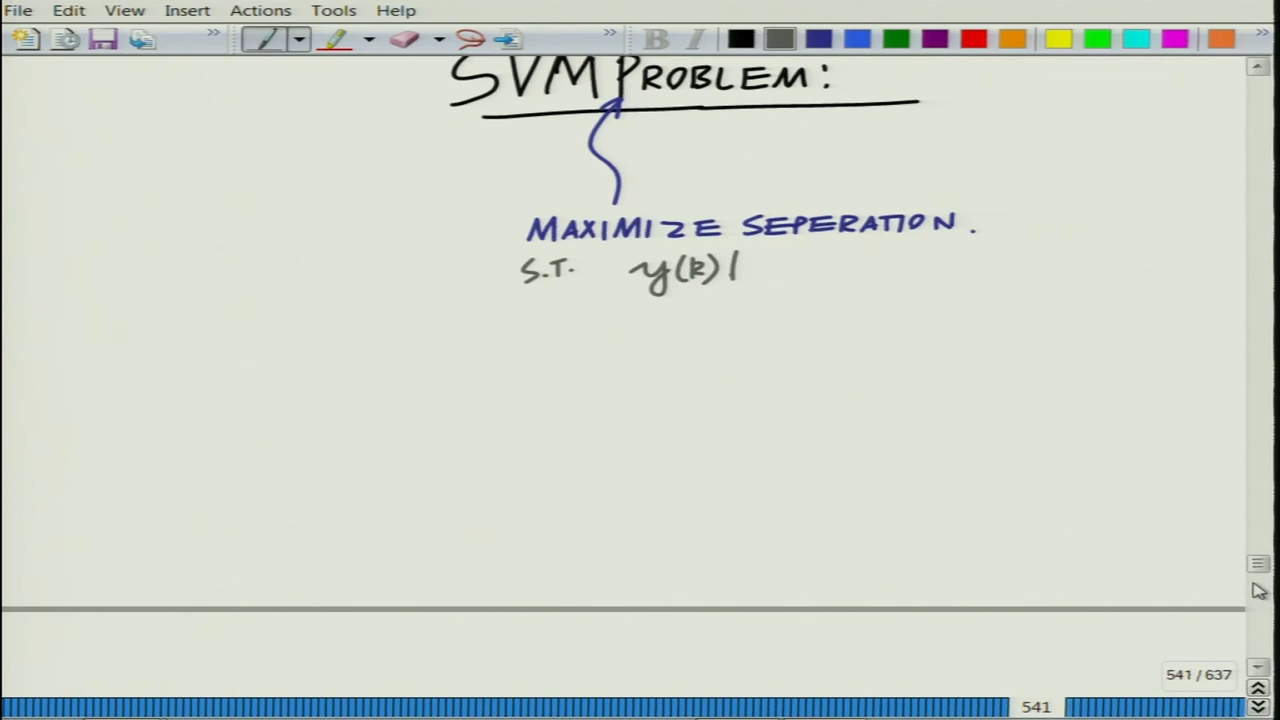 File Edit View Insert Actions Tools Help
B I
SVM PROBLEM:
MAXIMIZE SEPERATION.
S.T. y(k)
541 / 637
541